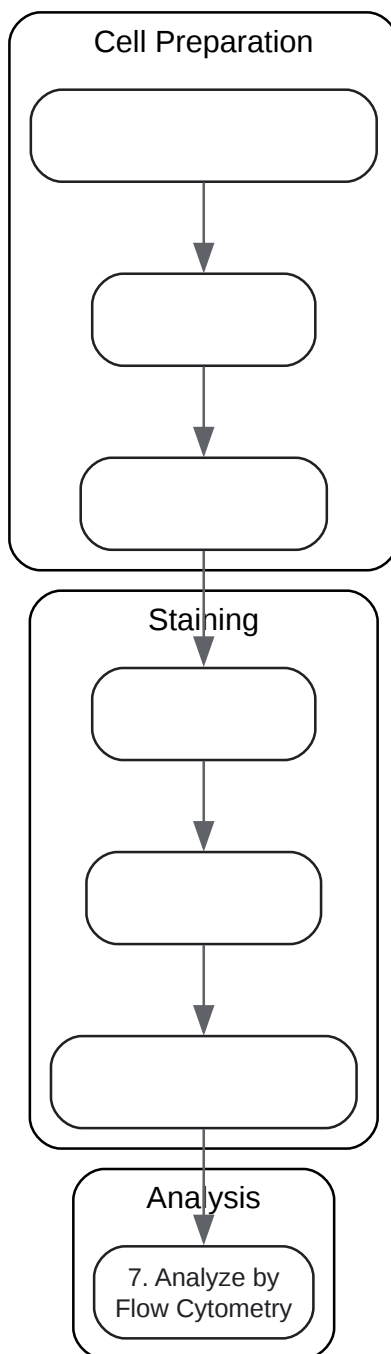 Cell Preparation
Staining
Analysis
7. Analyze by
Flow Cytometry